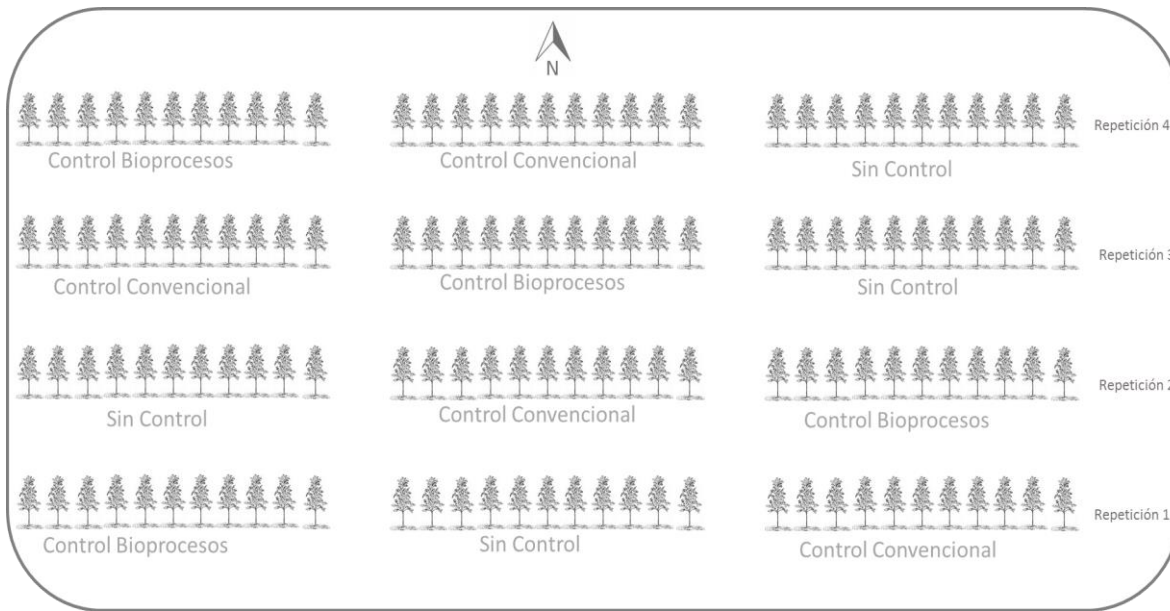 N
Control Bioprocesos
Control Convencional
Sin Control
Repetición 4
Control Convencional
Control Bioprocesos
Sin Control
Repetición 3
Sin Control
Control Convencional
Control Bioprocesos
Repetición 2
Control Bioprocesos
Sin Control
Control Convencional
Repetición 1